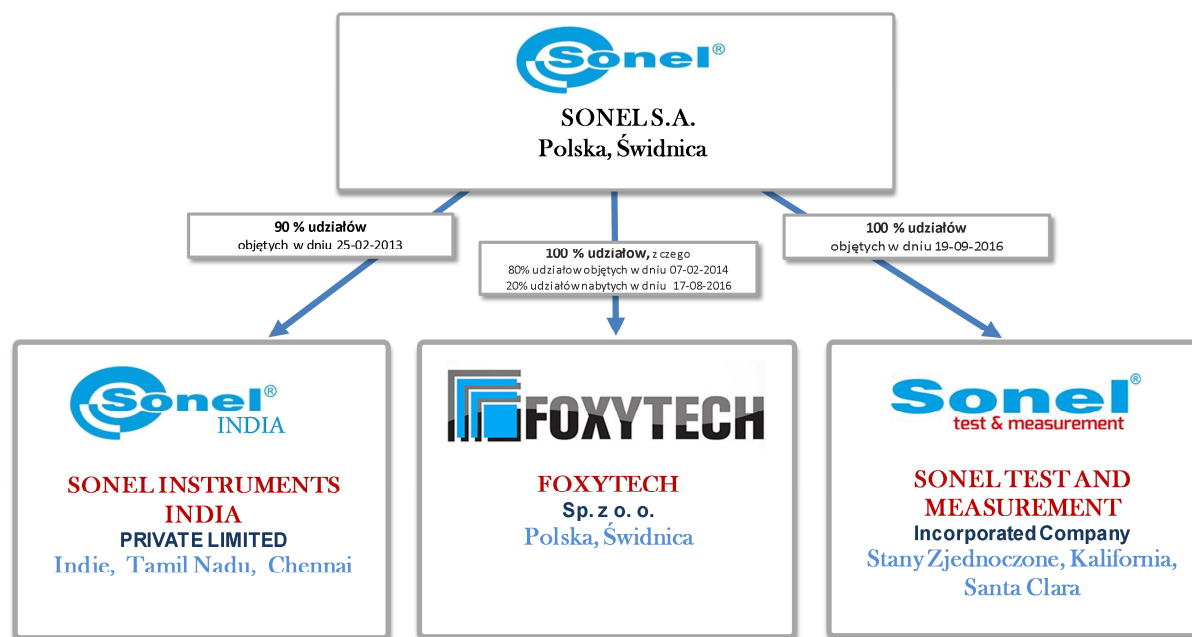 Sonel®
SONEL S.A.
Polska, Świdnica
90 % udziałów
objętych w dniu 25-02-2013
100 % udziałow, z czego
80% udziałow objętych w dniu 07-02-2014
20% udziałów nabytych w dniu 17-08-2016
100 % udziałów
objętych w dniu 19-09-2016
Sonel®
INDIA
SONEL INSTRUMENTS
INDIA
PRIVATE LIMITED
Indie, Tamil Nadu, Chennai
FOXYTECH
FOXYTECH
Sp. z o. o.
Polska, Świdnica
Sonel®
test & measurement
SONEL TEST AND
MEASUREMENT
Incorporated Company
Stany Zjednoczone, Kalifornia,
Santa Clara